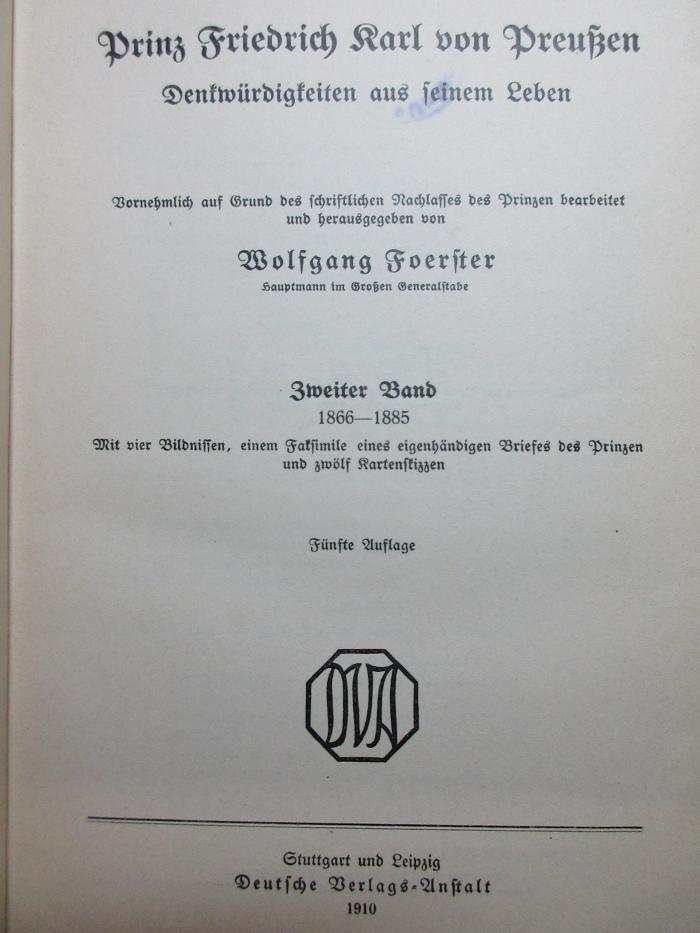 Prinz Friedrich Karl von Preußen
Denkwürdigkeiten aus seinem Leben
Vornehmlich auf Grund des schriftlichen Nachlasses des Prinzen bearbeitet
und herausgegeben von
Wolfgang Foerster
Hauptmann im Großen Generalstabe
Zweiter Band
1866—1885
Mit vier Bildnissen, einem Faksimile eines eigenhändigen Briefes des Prinzen
und zwölf Kartenskizzen
Fünfte Auflage
DVA
Stuttgart und Leipzig
Deutsche Verlags-Anstalt
1910